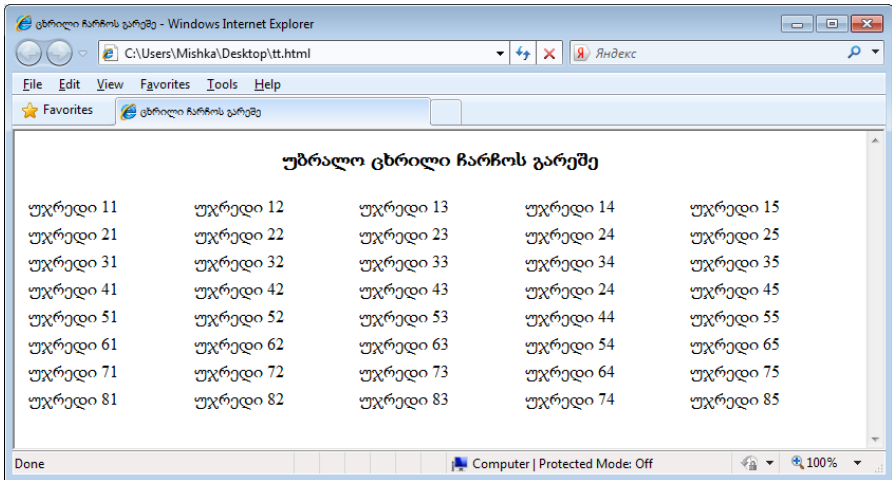 ცხრილი ჩარჩოს გარეშე - Windows Internet Explorer
C:\Users\Mishka\Desktop\tt.html
Я Яндекс
File Edit View Favorites Tools Help
Favorites ცხრილი ჩარჩოს გარეშე
უბრალო ცხრილი ჩარჩოს გარეშე
უჯრედი 11 უჯრედი 12 უჯრედი 13 უჯრედი 14 უჯრედი 15
უჯრედი 21 უჯრედი 22 უჯრედი 23 უჯრედი 24 უჯრედი 25
უჯრედი 31 უჯრედი 32 უჯრედი 33 უჯრედი 34 უჯრედი 35
უჯრედი 41 უჯრედი 42 უჯრედი 43 უჯრედი 24 უჯრედი 45
უჯრედი 51 უჯრედი 52 უჯრედი 53 უჯრედი 44 უჯრედი 55
უჯრედი 61 უჯრედი 62 უჯრედი 63 უჯრედი 54 უჯრედი 65
უჯრედი 71 უჯრედი 72 უჯრედი 73 უჯრედი 64 უჯრედი 75
უჯრედი 81 უჯრედი 82 უჯრედი 83 უჯრედი 74 უჯრედი 85
Done Computer | Protected Mode: Off 100%